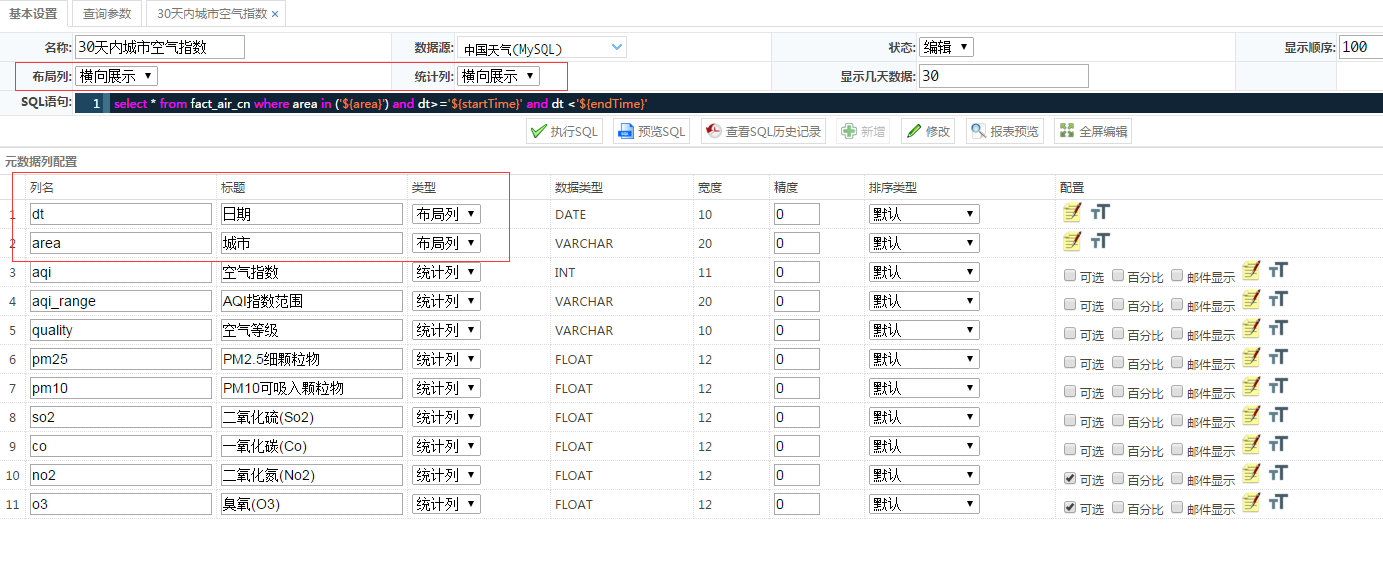 基本设置 查询参数 30天内城市空气指数 ×
名称: 30天内城市空气指数 数据源: 中国天气(MySQL) 状态: 编辑 显示顺序: 100
布局列: 横向展示 统计列: 横向展示 显示几天数据: 30
SQL语句: 1 select * from fact_air_cn where area in ('${area}') and dt>='${startTime}' and dt <'${endTime}'
执行SQL 预览SQL 查看SQL历史记录 新增 修改 报表预览 全屏编辑
元数据列配置
列名 标题 类型 数据类型 宽度 精度 排序类型 配置
1 dt 日期 布局列 DATE 10 0 默认
2 area 城市 布局列 VARCHAR 20 0 默认
3 aqi 空气指数 统计列 INT 11 0 默认 可选 百分比 邮件显示
4 aqi_range AQI指数范围 统计列 VARCHAR 20 0 默认 可选 百分比 邮件显示
5 quality 空气等级 统计列 VARCHAR 10 0 默认 可选 百分比 邮件显示
6 pm25 PM2.5细颗粒物 统计列 FLOAT 12 0 默认 可选 百分比 邮件显示
7 pm10 PM10可吸入颗粒物 统计列 FLOAT 12 0 默认 可选 百分比 邮件显示
8 so2 二氧化硫(So2) 统计列 FLOAT 12 0 默认 可选 百分比 邮件显示
9 co 一氧化碳(Co) 统计列 FLOAT 12 0 默认 可选 百分比 邮件显示
10 no2 二氧化氮(No2) 统计列 FLOAT 12 0 默认 可选 百分比 邮件显示
11 o3 臭氧(O3) 统计列 FLOAT 12 0 默认 可选 百分比 邮件显示